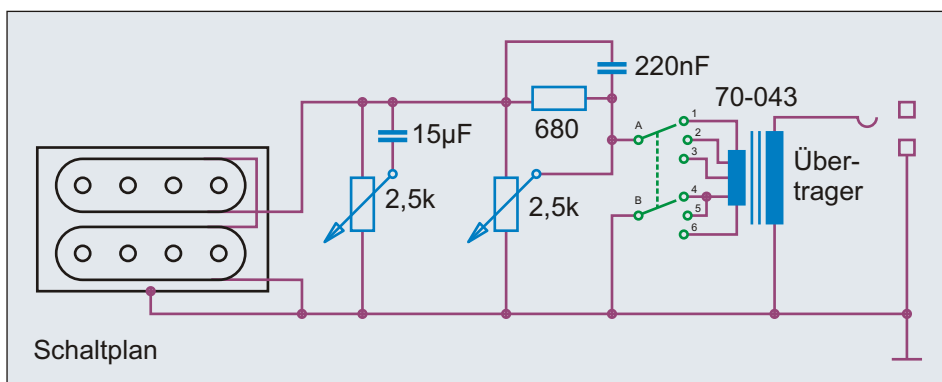 220nF
70-043
680
15µF
2,5k
2,5k
A
B
1
2
3
4
5
6
Über-
trager
Schaltplan